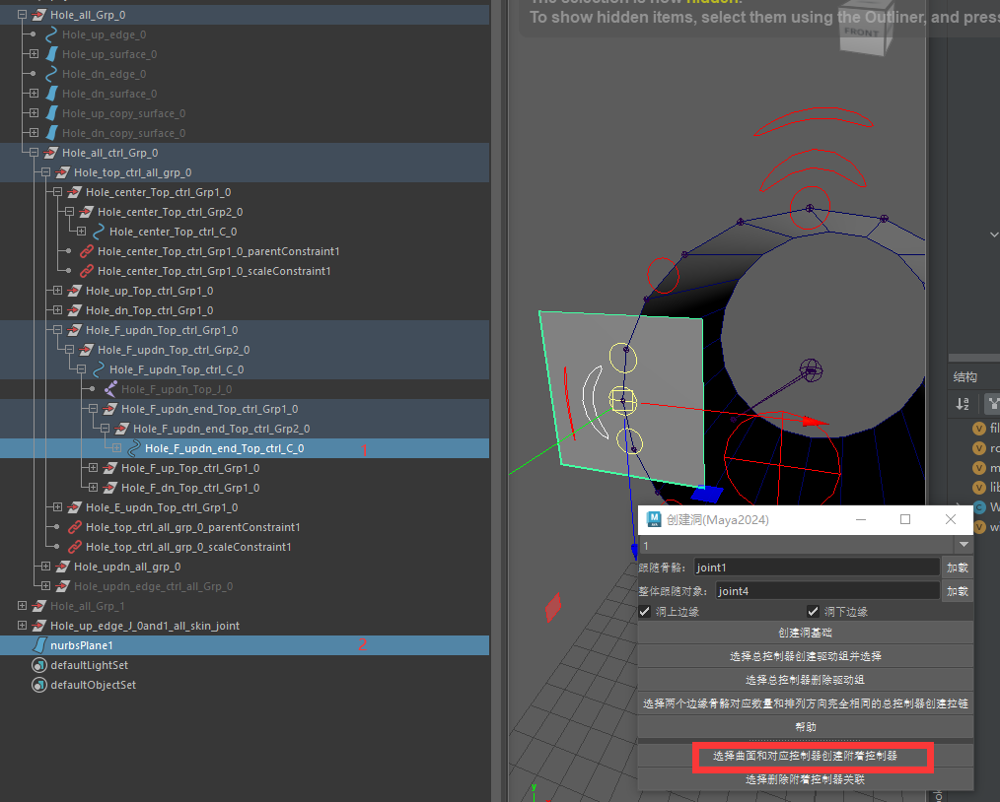 Hole_all_Grp_0
Hole_up_edge_0
Hole_up_surface_0
Hole_dn_edge_0
Hole_dn_surface_0
Hole_up_copy_surface_0
Hole_dn_copy_surface_0
Hole_all_ctrl_Grp_0
Hole_top_ctrl_all_grp_0
Hole_center_Top_ctrl_Grp1_0
Hole_center_Top_ctrl_Grp2_0
Hole_center_Top_ctrl_C_0
Hole_center_Top_ctrl_Grp1_0_parentConstraint1
Hole_center_Top_ctrl_Grp1_0_scaleConstraint1
Hole_up_Top_ctrl_Grp1_0
Hole_dn_Top_ctrl_Grp1_0
Hole_F_updn_Top_ctrl_Grp1_0
Hole_F_updn_Top_ctrl_Grp2_0
Hole_F_updn_Top_ctrl_C_0
Hole_F_updn_Top_J_0
Hole_F_updn_end_Top_ctrl_Grp1_0
Hole_F_updn_end_Top_ctrl_Grp2_0
Hole_F_updn_end_Top_ctrl_C_0 1
Hole_F_up_Top_ctrl_Grp1_0
Hole_F_dn_Top_ctrl_Grp1_0
Hole_E_updn_Top_ctrl_Grp1_0
Hole_top_ctrl_all_grp_0_parentConstraint1
Hole_top_ctrl_all_grp_0_scaleConstraint1
Hole_updn_all_grp_0
Hole_updn_edge_ctrl_all_Grp_0
Hole_all_Grp_1
Hole_up_edge_J_0and1_all_skin_joint
nurbsPlane1 2
defaultLightSet
defaultObjectSet
The selection is now hidden.
To show hidden items, select them using the Outliner, and press
FRONT
y
创建洞(Maya2024)
1
跟随骨骼: joint1 加载
整体跟随对象: joint4 加载
洞上边缘 洞下边缘
创建洞基础
选择总控制器创建驱动组并选择
选择总控制器删除驱动组
选择两个边缘骨骼对应数量和排列方向完全相同的总控制器创建拉链
帮助
选择曲面和对应控制器创建附着控制器
选择删除附着控制器关联
结构
fil
ro
m
lib
W
w